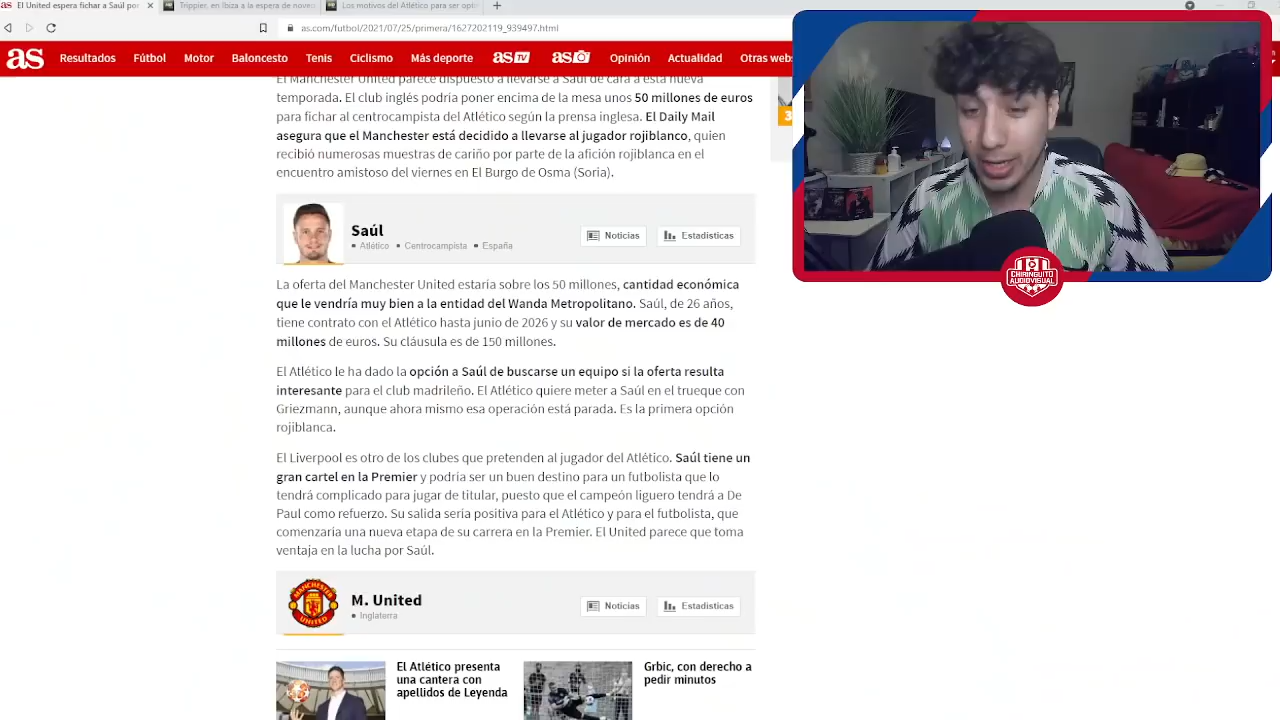 as El United espera fichar a Saúl por
Trippier, en Ibiza a la espera de noved
Los motivos del Atlético para ser opti
as.com/futbol/2021/07/25/primera/1627202119_939497.html
as Resultados Fútbol Motor Baloncesto Tenis Ciclismo Más deporte as TV as Opinión Actualidad Otras webs
El Manchester United parece dispuesto a llevarse a Saúl de cara a esta nueva
temporada. El club inglés podría poner encima de la mesa unos 50 millones de euros
para fichar al centrocampista del Atlético según la prensa inglesa. El Daily Mail
asegura que el Manchester está decidido a llevarse al jugador rojiblanco, quien
recibió numerosas muestras de cariño por parte de la afición rojiblanca en el
encuentro amistoso del viernes en El Burgo de Osma (Soria).
3
Saúl
Atlético Centrocampista España
Noticias Estadísticas
La oferta del Manchester United estaría sobre los 50 millones, cantidad económica
que le vendría muy bien a la entidad del Wanda Metropolitano. Saúl, de 26 años,
tiene contrato con el Atlético hasta junio de 2026 y su valor de mercado es de 40
millones de euros. Su cláusula es de 150 millones.
El Atlético le ha dado la opción a Saúl de buscarse un equipo si la oferta resulta
interesante para el club madrileño. El Atlético quiere meter a Saúl en el trueque con
Griezmann, aunque ahora mismo esa operación está parada. Es la primera opción
rojiblanca.
El Liverpool es otro de los clubes que pretenden al jugador del Atlético. Saúl tiene un
gran cartel en la Premier y podría ser un buen destino para un futbolista que lo
tendrá complicado para jugar de titular, puesto que el campeón liguero tendrá a De
Paul como refuerzo. Su salida sería positiva para el Atlético y para el futbolista, que
comenzaría una nueva etapa de su carrera en la Premier. El United parece que toma
ventaja en la lucha por Saúl.
MANCHESTER
UNITED
M. United
Inglaterra
Noticias Estadísticas
El Atlético presenta
una cantera con
apellidos de Leyenda
Grbic, con derecho a
pedir minutos
CHIRINGUITO
AUDIOVISUAL